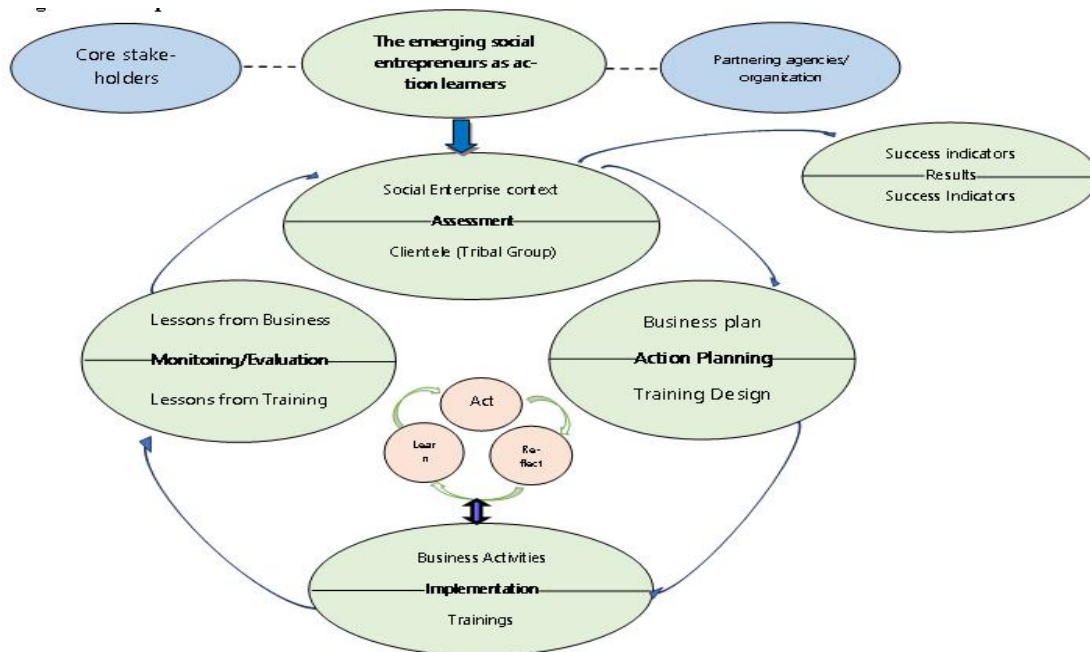 Core stake-
holders
The emerging social
entrepreneurs as ac-
tion learners
Partnering agencies/
organization
Success indicators
Results
Success Indicators
Social Enterprise context
Assessment
Clientele (Tribal Group)
Lessons from Business
Monitoring/Evaluation
Lessons from Training
Business plan
Action Planning
Training Design
Act
Lear
n
Re-
flect
Business Activities
Implementation
Trainings